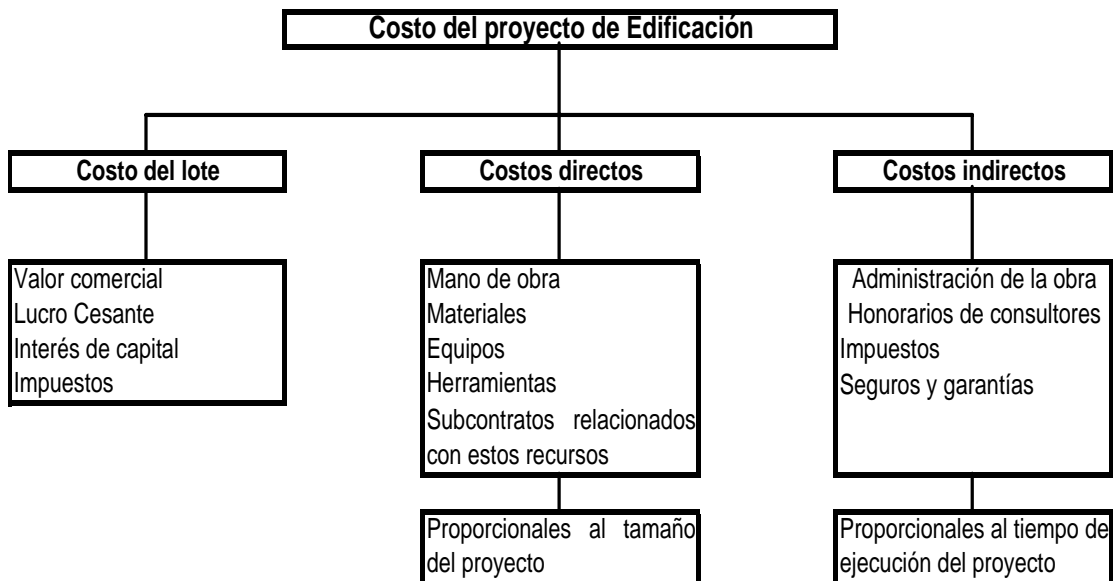 Costo del proyecto de Edificación
Costo del lote
Valor comercial
Lucro Cesante
Interés de capital
Impuestos
Costos directos
Mano de obra
Materiales
Equipos
Herramientas
Subcontratos relacionados
con estos recursos
Proporcionales al tamaño
del proyecto
Costos indirectos
Administración de la obra
Honorarios de consultores
Impuestos
Seguros y garantías
Proporcionales al tiempo de
ejecución del proyecto